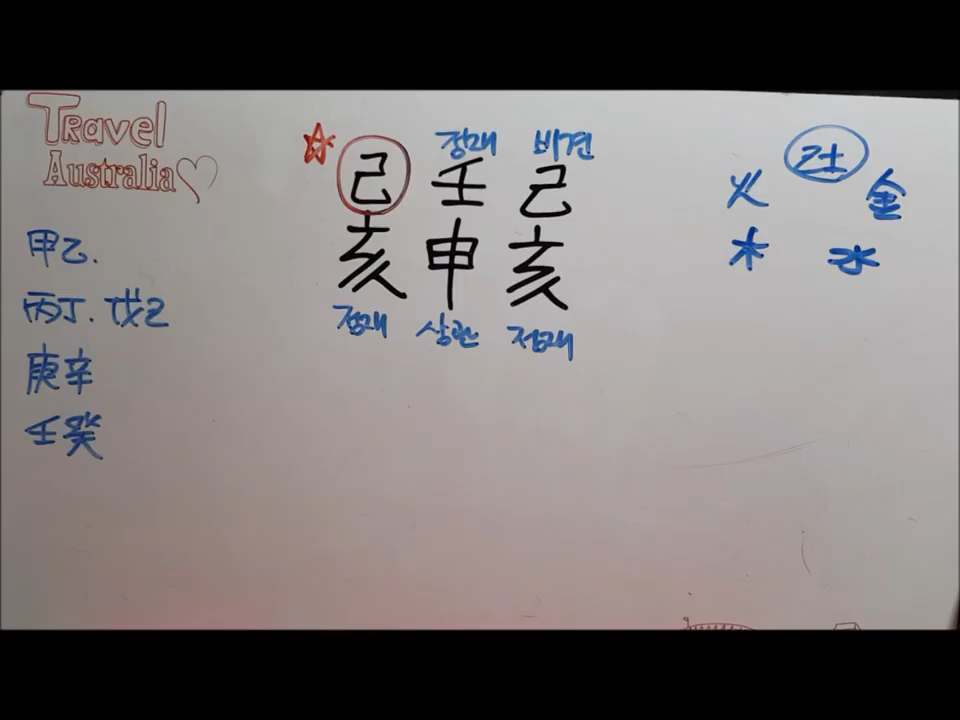 Travel
Australia
甲乙.
丙丁.戊己
庚辛
壬癸
정재 비견
己 壬 己
亥 申 亥
정재 상관 정재
土
火 金
木 水